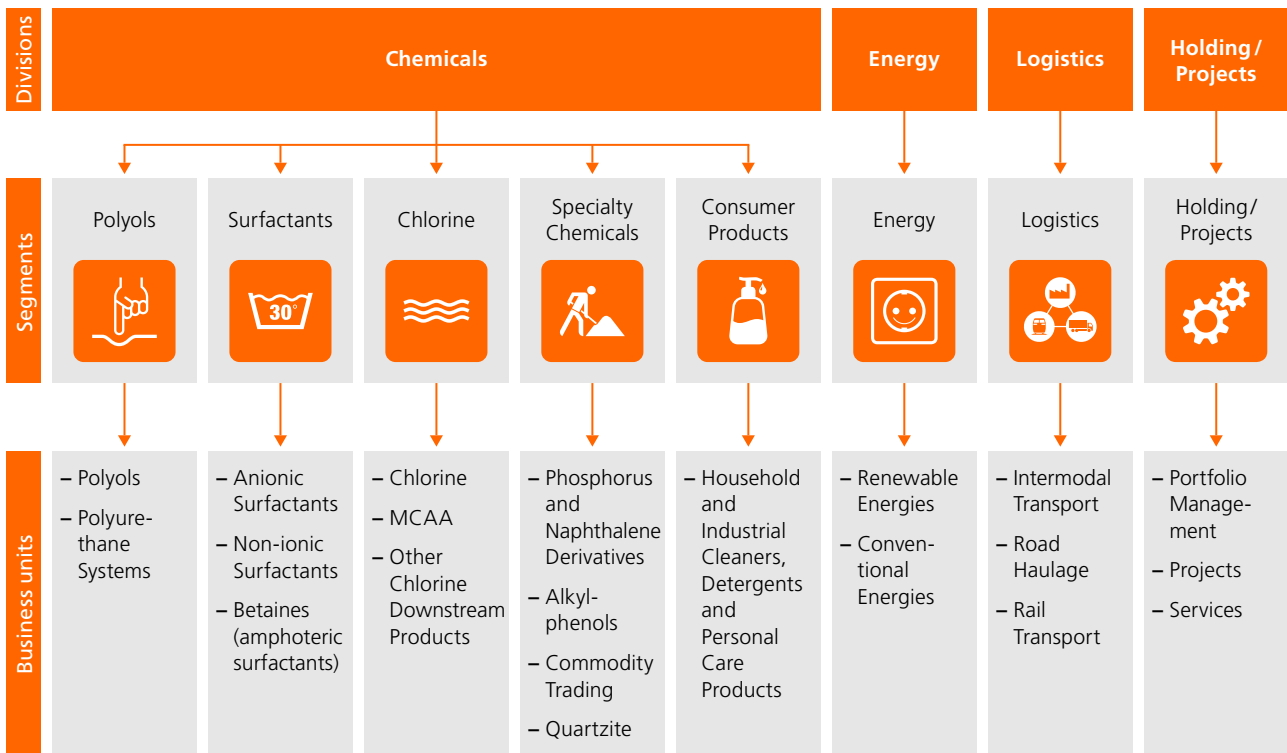 Divisions
Chemicals
Energy
Logistics
Holding/
Projects
Segments
Polyols
Surfactants
30°
Chlorine
Specialty
Chemicals
Consumer
Products
Energy
Logistics
Holding/
Projects
Business units
– Polyols
– Polyure-
thane
Systems
– Anionic
Surfactants
– Non-ionic
Surfactants
– Betaines
(amphoteric
surfactants)
– Chlorine
– MCAA
– Other
Chlorine
Downstream
Products
– Phosphorus
and
Naphthalene
Derivatives
– Alkyl-
phenols
– Commodity
Trading
– Quartzite
– Household
and
Industrial
Cleaners,
Detergents
and
Personal
Care
Products
– Renewable
Energies
– Conven-
tional
Energies
– Intermodal
Transport
– Road
Haulage
– Rail
Transport
– Portfolio
Manage-
ment
– Projects
– Services